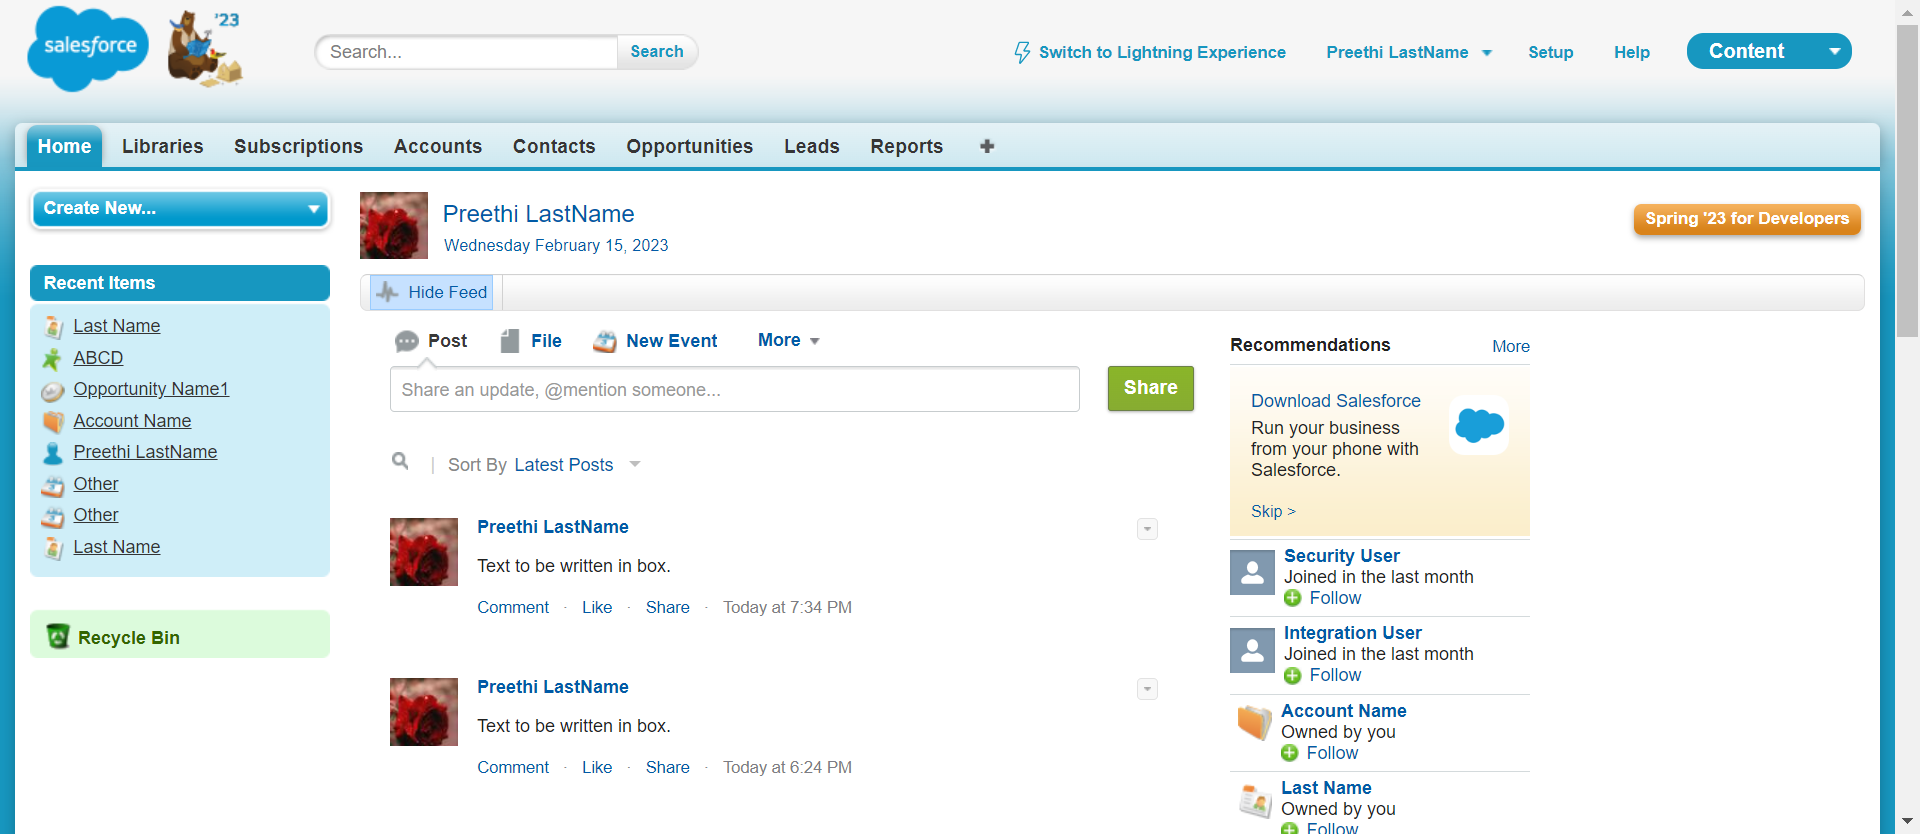 salesforce
'23
Search...
Search
Switch to Lightning Experience
Preethi LastName
Setup
Help
Content
Home
Libraries
Subscriptions
Accounts
Contacts
Opportunities
Leads
Reports
Create New...
Recent Items
Last Name
ABCD
Opportunity Name1
Account Name
Preethi LastName
Other
Other
Last Name
Recycle Bin
Preethi LastName
Wednesday February 15, 2023
Spring '23 for Developers
Hide Feed
Post
File
New Event
More
Share an update, @mention someone...
Share
Sort By Latest Posts
Preethi LastName
Text to be written in box.
Comment · Like · Share · Today at 7:34 PM
Preethi LastName
Text to be written in box.
Comment · Like · Share · Today at 6:24 PM
Recommendations
More
Download Salesforce
Run your business
from your phone with
Salesforce.
Skip >
Security User
Joined in the last month
Follow
Integration User
Joined in the last month
Follow
Account Name
Owned by you
Follow
Last Name
Owned by you
Follow